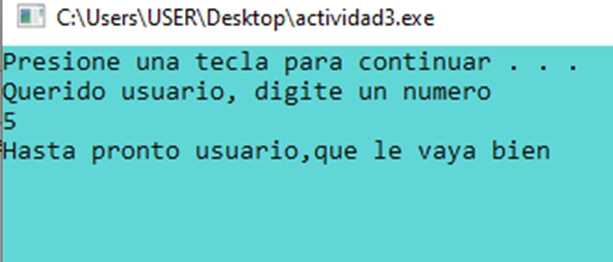 C:\Users\USER\Desktop\actividad3.exe
Presione una tecla para continuar . . .
Querido usuario, digite un numero
5
Hasta pronto usuario,que le vaya bien